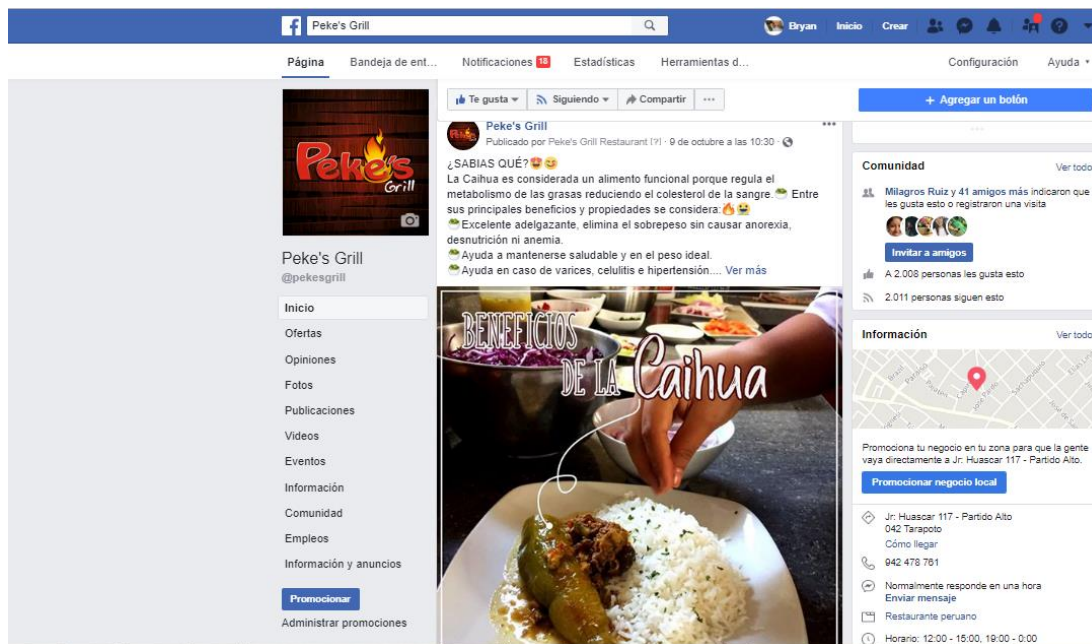 Peke's Grill
Bryan
Inicio
Crear
Página
Bandeja de ent...
Notificaciones 18
Estadísticas
Herramientas d...
Configuración
Ayuda
Peke's
Grill
Peke's Grill
@pekesgrill
Inicio
Ofertas
Opiniones
Fotos
Publicaciones
Videos
Eventos
Información
Comunidad
Empleos
Información y anuncios
Promocionar
Administrar promociones
Te gusta
Siguiendo
Compartir
+ Agregar un botón
Peke's Grill
Publicado por Peke's Grill Restaurant [?] · 9 de octubre a las 10:30 ·
¿SABIAS QUÉ?😍😋
La Caihua es considerada un alimento funcional porque regula el
metabolismo de las grasas reduciendo el colesterol de la sangre.🥗 Entre
sus principales beneficios y propiedades se considera:🔥😀
🥗Excelente adelgazante, elimina el sobrepeso sin causar anorexia,
desnutrición ni anemia.
🥗Ayuda a mantenerse saludable y en el peso ideal.
🥗Ayuda en caso de varices, celulitis e hipertensión.... Ver más
BENEFICIOS
DE LA Caihua
Comunidad
Ver todo
Milagros Ruiz y 41 amigos más indicaron que
les gusta esto o registraron una visita
Invitar a amigos
A 2.008 personas les gusta esto
2.011 personas siguen esto
Información
Ver todo
Promociona tu negocio en tu zona para que la gente
vaya directamente a Jr: Huascar 117 - Partido Alto.
Promocionar negocio local
Jr: Huascar 117 - Partido Alto
042 Tarapoto
Cómo llegar
942 478 761
Normalmente responde en una hora
Enviar mensaje
Restaurante peruano
Horario: 12:00 - 15:00, 19:00 - 0:00